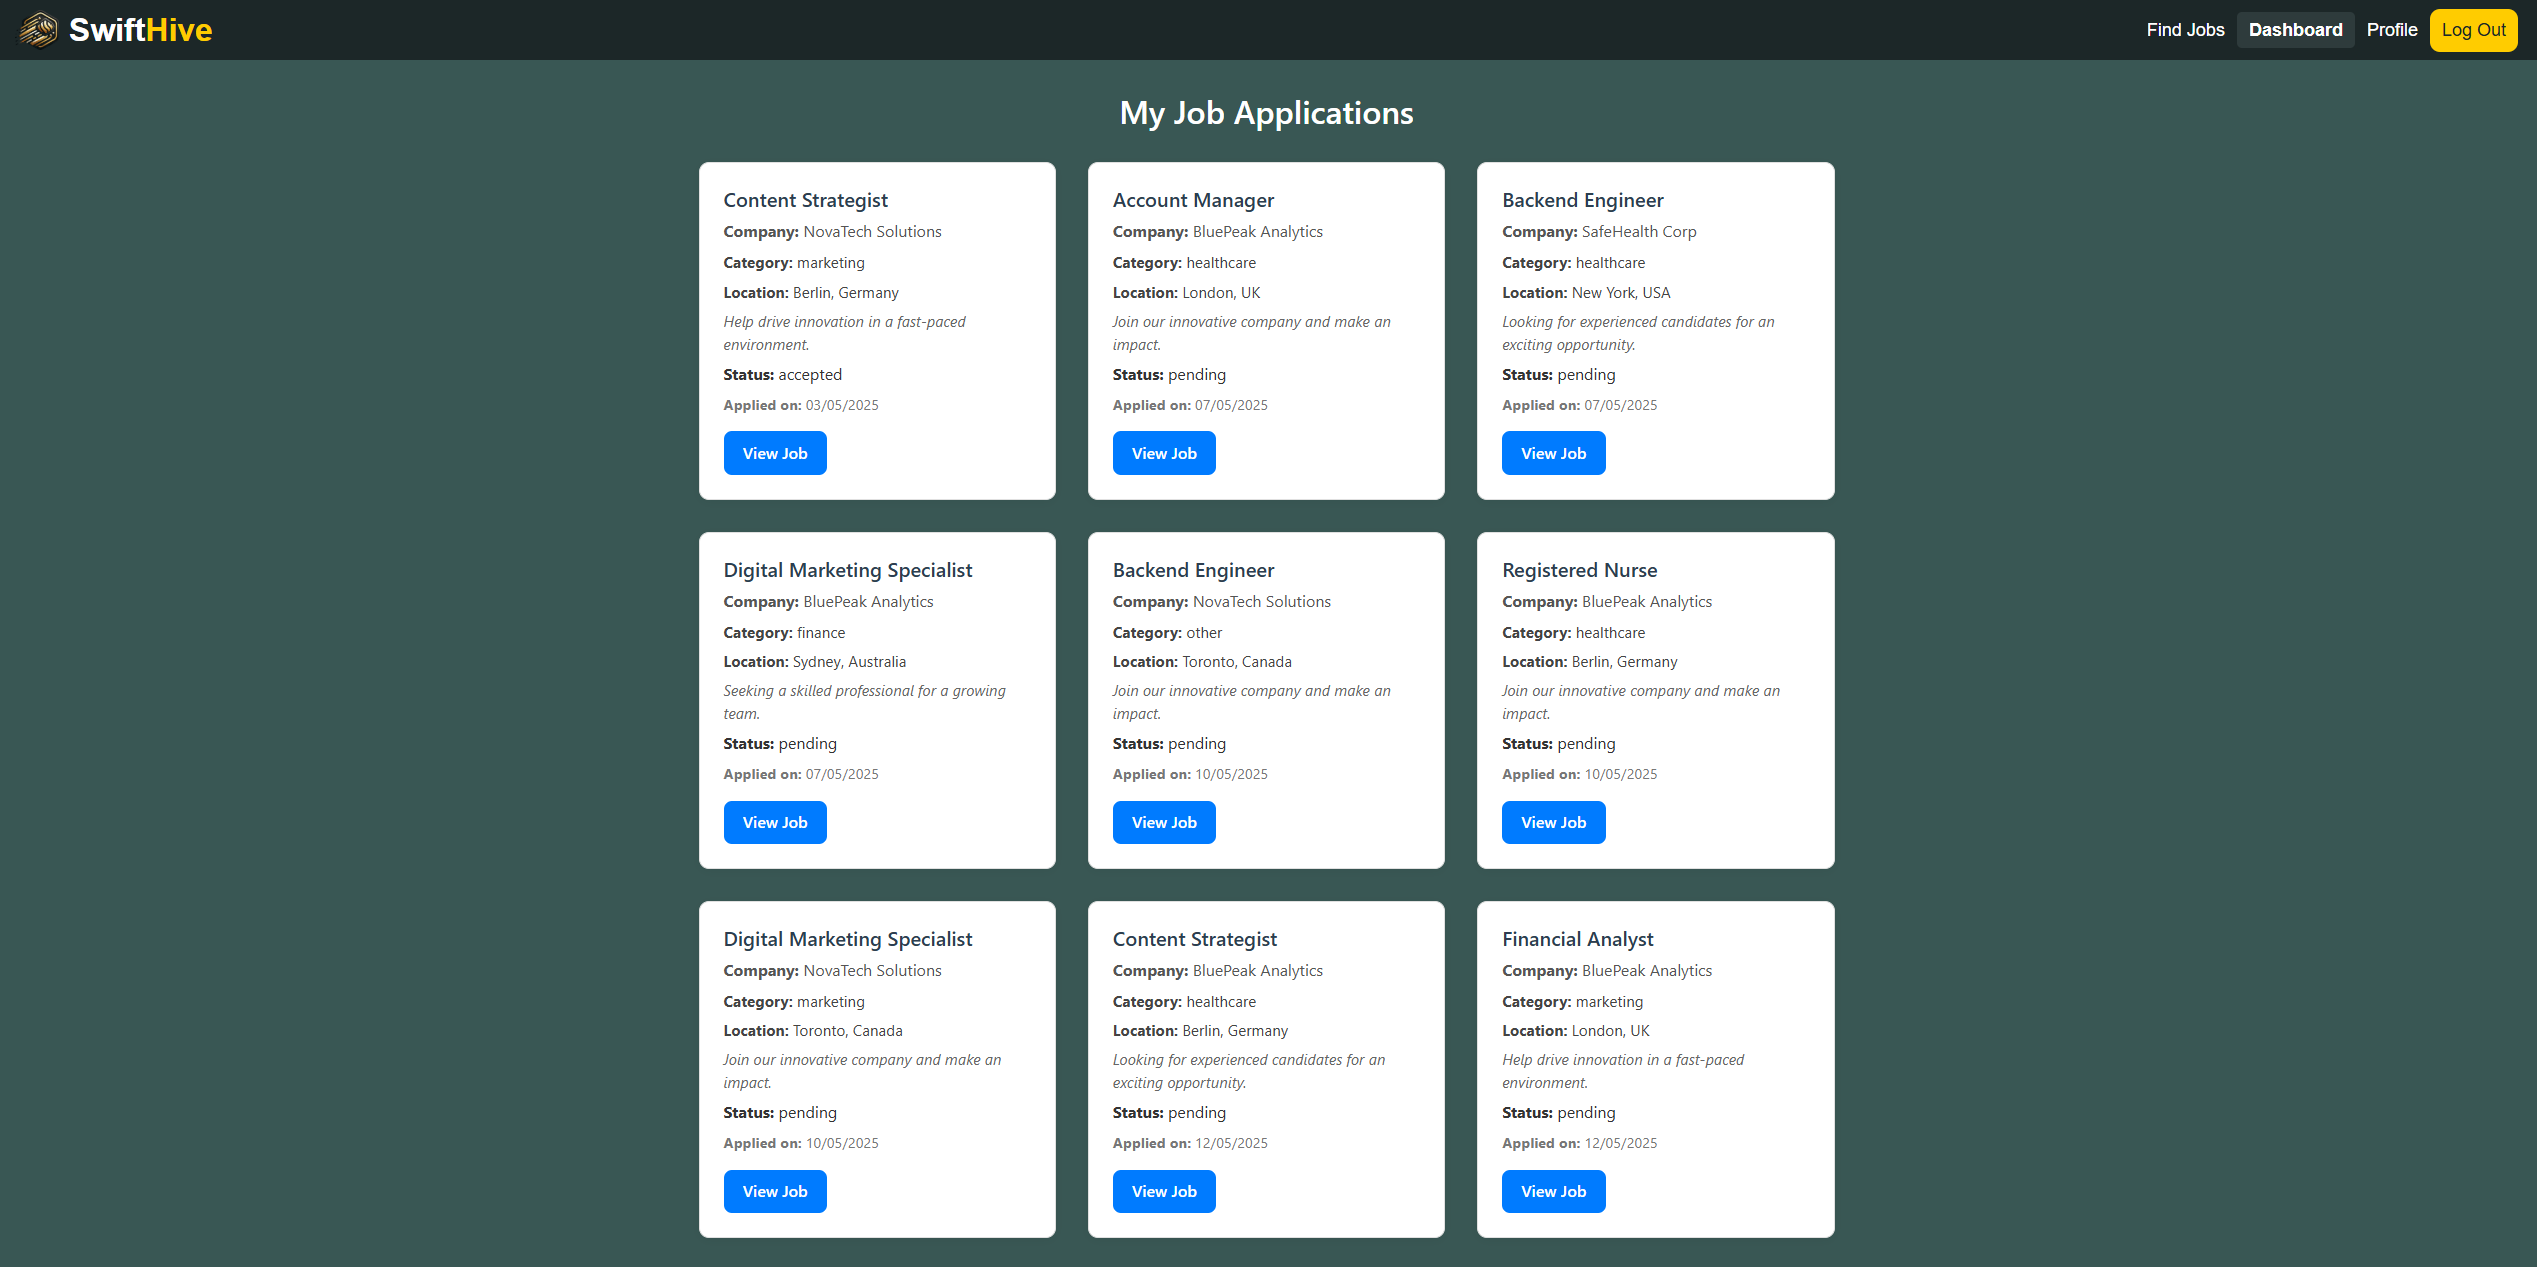 SwiftHive
Find Jobs
Dashboard
Profile
Log Out
My Job Applications
Content Strategist
Company: NovaTech Solutions
Category: marketing
Location: Berlin, Germany
Help drive innovation in a fast-paced
environment.
Status: accepted
Applied on: 03/05/2025
View Job
Account Manager
Company: BluePeak Analytics
Category: healthcare
Location: London, UK
Join our innovative company and make an
impact.
Status: pending
Applied on: 07/05/2025
View Job
Backend Engineer
Company: SafeHealth Corp
Category: healthcare
Location: New York, USA
Looking for experienced candidates for an
exciting opportunity.
Status: pending
Applied on: 07/05/2025
View Job
Digital Marketing Specialist
Company: BluePeak Analytics
Category: finance
Location: Sydney, Australia
Seeking a skilled professional for a growing
team.
Status: pending
Applied on: 07/05/2025
View Job
Backend Engineer
Company: NovaTech Solutions
Category: other
Location: Toronto, Canada
Join our innovative company and make an
impact.
Status: pending
Applied on: 10/05/2025
View Job
Registered Nurse
Company: BluePeak Analytics
Category: healthcare
Location: Berlin, Germany
Join our innovative company and make an
impact.
Status: pending
Applied on: 10/05/2025
View Job
Digital Marketing Specialist
Company: NovaTech Solutions
Category: marketing
Location: Toronto, Canada
Join our innovative company and make an
impact.
Status: pending
Applied on: 10/05/2025
View Job
Content Strategist
Company: BluePeak Analytics
Category: healthcare
Location: Berlin, Germany
Looking for experienced candidates for an
exciting opportunity.
Status: pending
Applied on: 12/05/2025
View Job
Financial Analyst
Company: BluePeak Analytics
Category: marketing
Location: London, UK
Help drive innovation in a fast-paced
environment.
Status: pending
Applied on: 12/05/2025
View Job